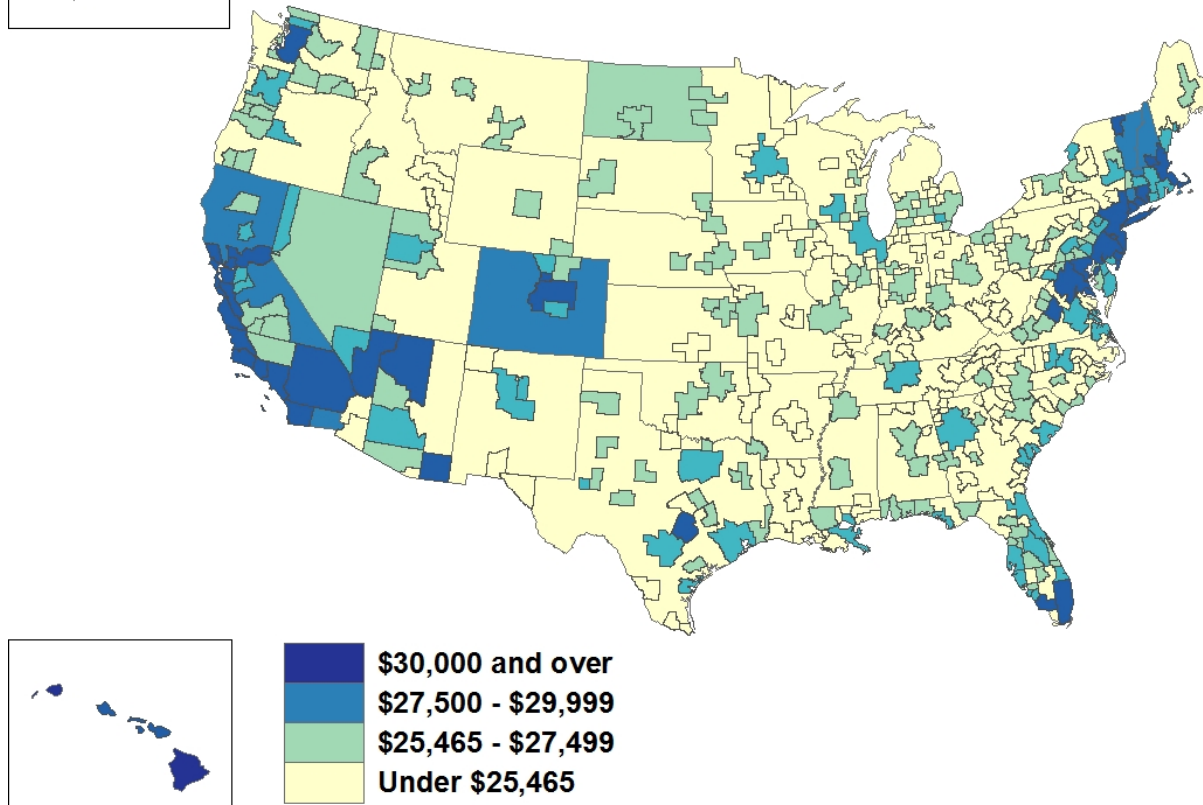 $30,000 and over
$27,500 - $29,999
$25,465 - $27,499
Under $25,465